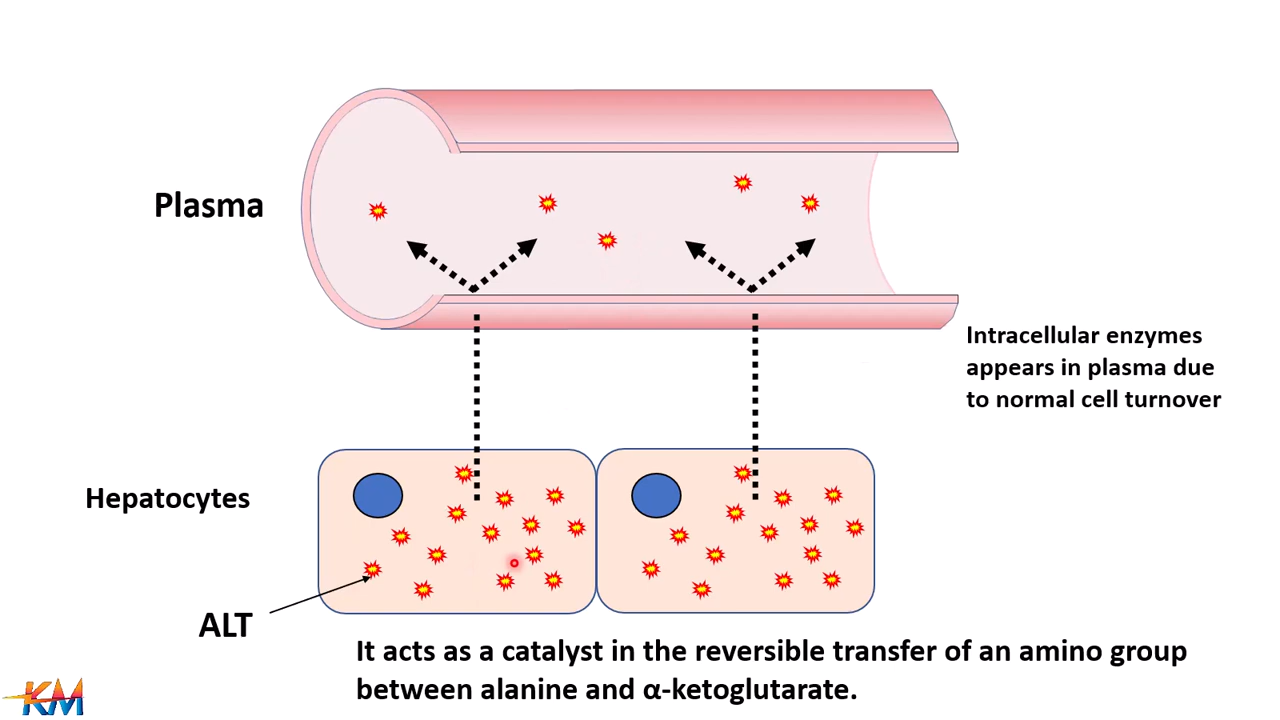 Plasma
Intracellular enzymes
appears in plasma due
to normal cell turnover
Hepatocytes
ALT
It acts as a catalyst in the reversible transfer of an amino group
between alanine and α-ketoglutarate.
KM